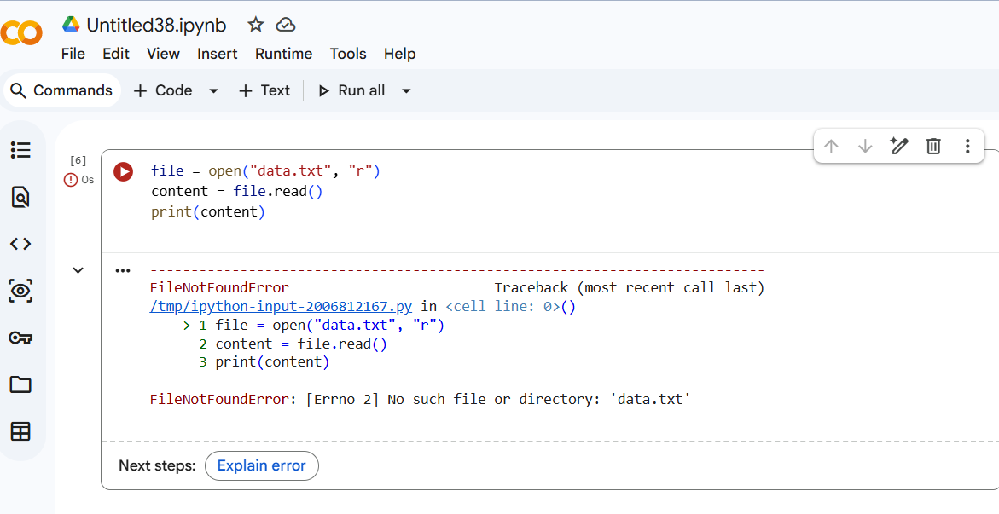 Untitled38.ipynb
File Edit View Insert Runtime Tools Help
Commands + Code + Text Run all
[6]
0s
file = open("data.txt", "r")
content = file.read()
print(content)
---------------------------------------------------------------------------
FileNotFoundError                         Traceback (most recent call last)
/tmp/ipython-input-2006812167.py in <cell line: 0>()
----> 1 file = open("data.txt", "r")
      2 content = file.read()
      3 print(content)
FileNotFoundError: [Errno 2] No such file or directory: 'data.txt'
Next steps: Explain error